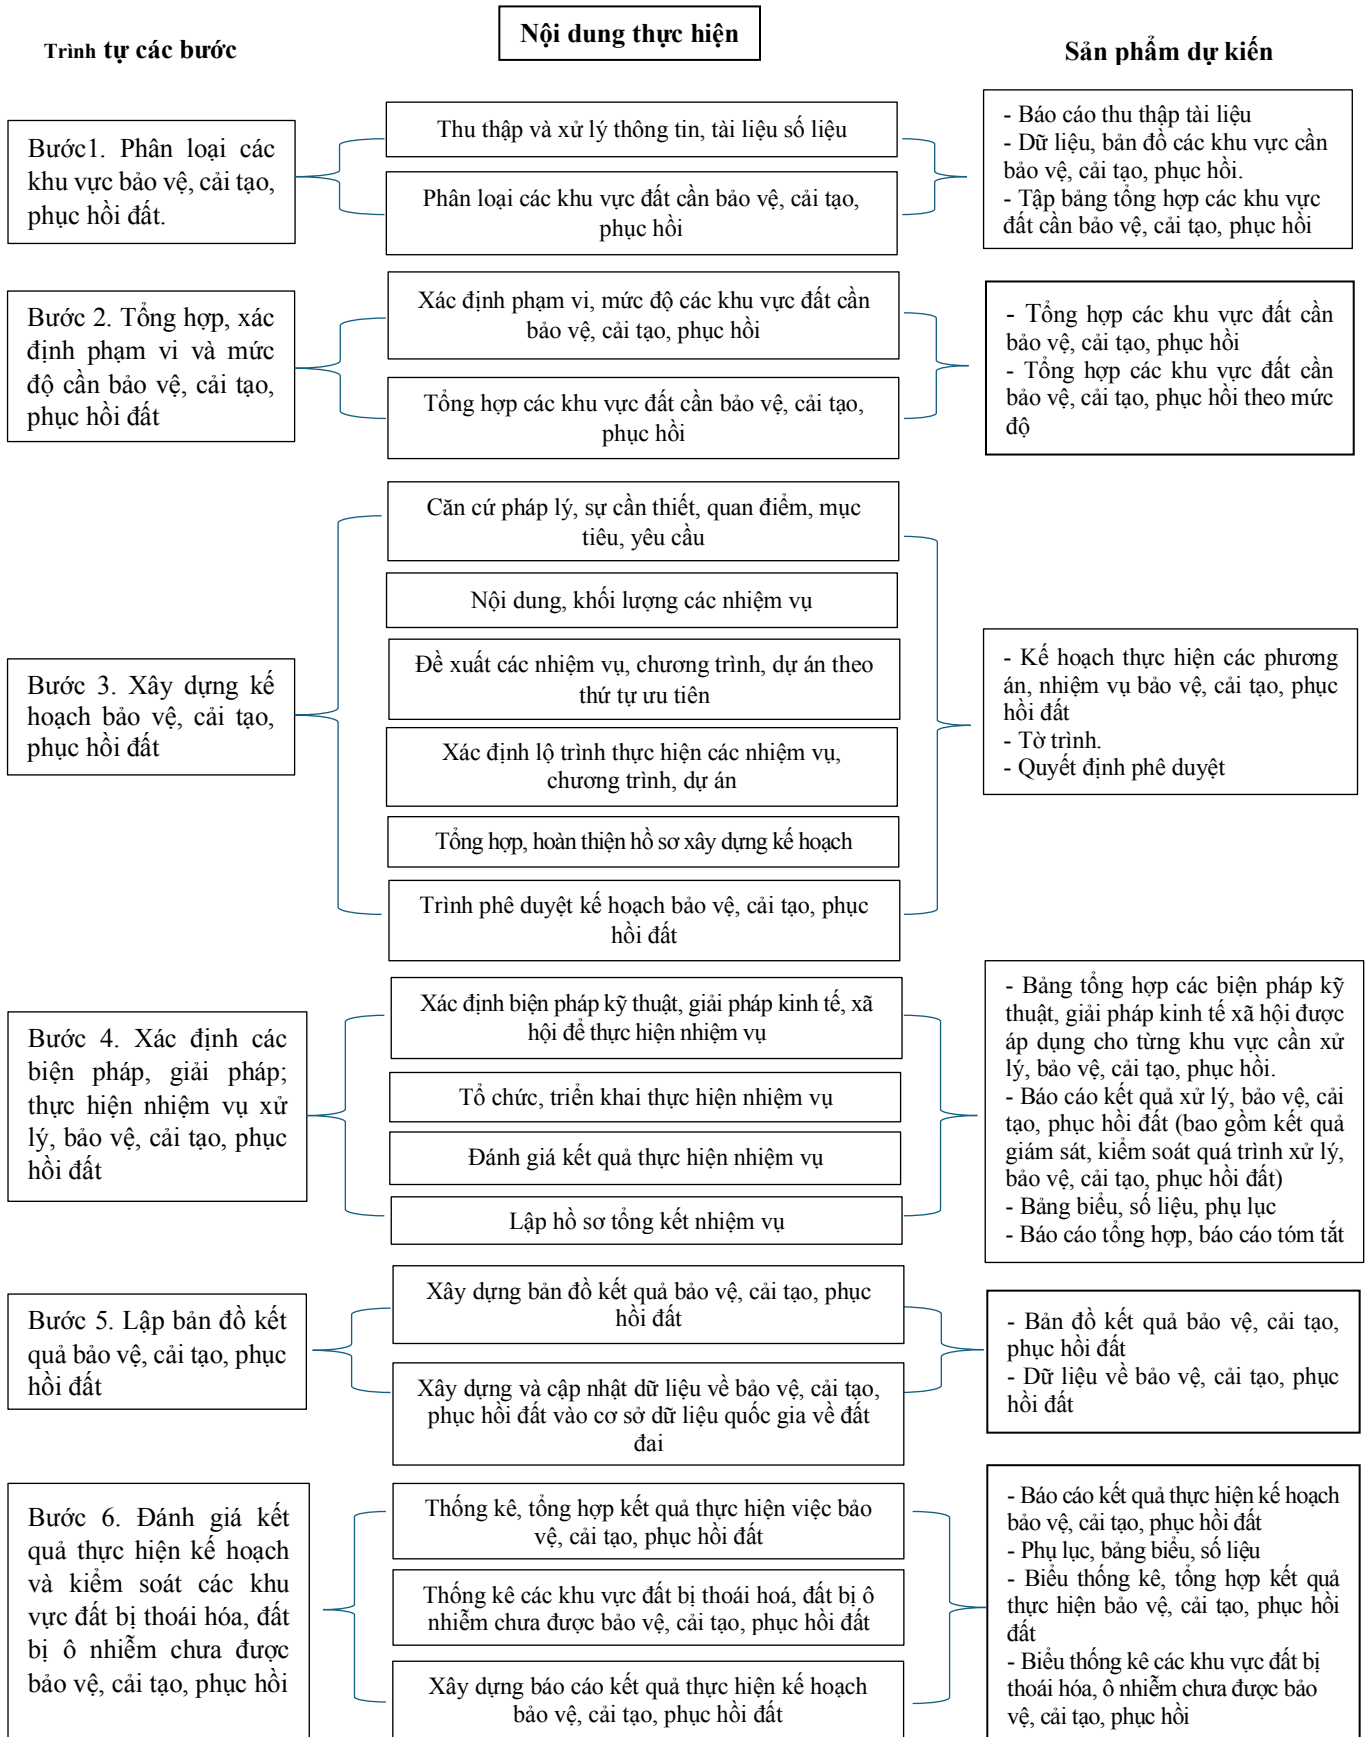 Trình tự các bước
Nội dung thực hiện
Sản phẩm dự kiến
Bước1. Phân loại các
khu vực bảo vệ, cải tạo,
phục hồi đất.
Thu thập và xử lý thông tin, tài liệu số liệu
Phân loại các khu vực đất cần bảo vệ, cải tạo,
phục hồi
- Báo cáo thu thập tài liệu
- Dữ liệu, bản đồ các khu vực cần
bảo vệ, cải tạo, phục hồi.
- Tập bảng tổng hợp các khu vực
đất cần bảo vệ, cải tạo, phục hồi
Bước 2. Tổng hợp, xác
định phạm vi và mức
độ cần bảo vệ, cải tạo,
phục hồi đất
Xác định phạm vi, mức độ các khu vực đất cần
bảo vệ, cải tạo, phục hồi
Tổng hợp các khu vực đất cần bảo vệ, cải tạo,
phục hồi
- Tổng hợp các khu vực đất cần
bảo vệ, cải tạo, phục hồi
- Tổng hợp các khu vực đất cần
bảo vệ, cải tạo, phục hồi theo mức
độ
Bước 3. Xây dựng kế
hoạch bảo vệ, cải tạo,
phục hồi đất
Căn cứ pháp lý, sự cần thiết, quan điểm, mục
tiêu, yêu cầu
Nội dung, khối lượng các nhiệm vụ
Đề xuất các nhiệm vụ, chương trình, dự án theo
thứ tự ưu tiên
Xác định lộ trình thực hiện các nhiệm vụ,
chương trình, dự án
Tổng hợp, hoàn thiện hồ sơ xây dựng kế hoạch
Trình phê duyệt kế hoạch bảo vệ, cải tạo, phục
hồi đất
- Kế hoạch thực hiện các phương
án, nhiệm vụ bảo vệ, cải tạo, phục
hồi đất
- Tờ trình.
- Quyết định phê duyệt
Bước 4. Xác định các
biện pháp, giải pháp;
thực hiện nhiệm vụ xử
lý, bảo vệ, cải tạo, phục
hồi đất
Xác định biện pháp kỹ thuật, giải pháp kinh tế, xã
hội để thực hiện nhiệm vụ
Tổ chức, triển khai thực hiện nhiệm vụ
Đánh giá kết quả thực hiện nhiệm vụ
Lập hồ sơ tổng kết nhiệm vụ
- Bảng tổng hợp các biện pháp kỹ
thuật, giải pháp kinh tế xã hội được
áp dụng cho từng khu vực cần xử
lý, bảo vệ, cải tạo, phục hồi.
- Báo cáo kết quả xử lý, bảo vệ, cải
tạo, phục hồi đất (bao gồm kết quả
giám sát, kiểm soát quá trình xử lý,
bảo vệ, cải tạo, phục hồi đất)
- Bảng biểu, số liệu, phụ lục
- Báo cáo tổng hợp, báo cáo tóm tắt
Bước 5. Lập bản đồ kết
quả bảo vệ, cải tạo, phục
hồi đất
Xây dựng bản đồ kết quả bảo vệ, cải tạo, phục
hồi đất
Xây dựng và cập nhật dữ liệu về bảo vệ, cải tạo,
phục hồi đất vào cơ sở dữ liệu quốc gia về đất
đai
- Bản đồ kết quả bảo vệ, cải tạo,
phục hồi đất
- Dữ liệu về bảo vệ, cải tạo, phục
hồi đất
Bước 6. Đánh giá kết
quả thực hiện kế hoạch
và kiểm soát các khu
vực đất bị thoái hóa, đất
bị ô nhiễm chưa được
bảo vệ, cải tạo, phục hồi
Thống kê, tổng hợp kết quả thực hiện việc bảo
vệ, cải tạo, phục hồi đất
Thống kê các khu vực đất bị thoái hoá, đất bị ô
nhiễm chưa được bảo vệ, cải tạo, phục hồi đất
Xây dựng báo cáo kết quả thực hiện kế hoạch
bảo vệ, cải tạo, phục hồi đất
- Báo cáo kết quả thực hiện kế hoạch
bảo vệ, cải tạo, phục hồi đất
- Phụ lục, bảng biểu, số liệu
- Biểu thống kê, tổng hợp kết quả
thực hiện bảo vệ, cải tạo, phục hồi
đất
- Biểu thống kê các khu vực đất bị
thoái hóa, ô nhiễm chưa được bảo
vệ, cải tạo, phục hồi